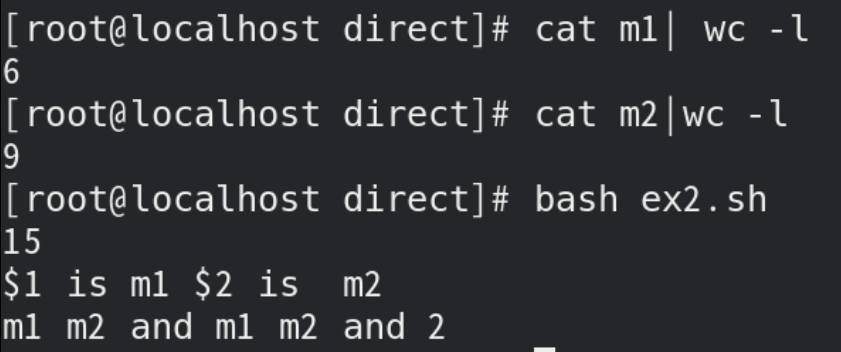 [root@localhost direct]# cat m1| wc -l
6
[root@localhost direct]# cat m2|wc -l
9
[root@localhost direct]# bash ex2.sh
15
$1 is m1 $2 is  m2
m1 m2 and m1 m2 and 2